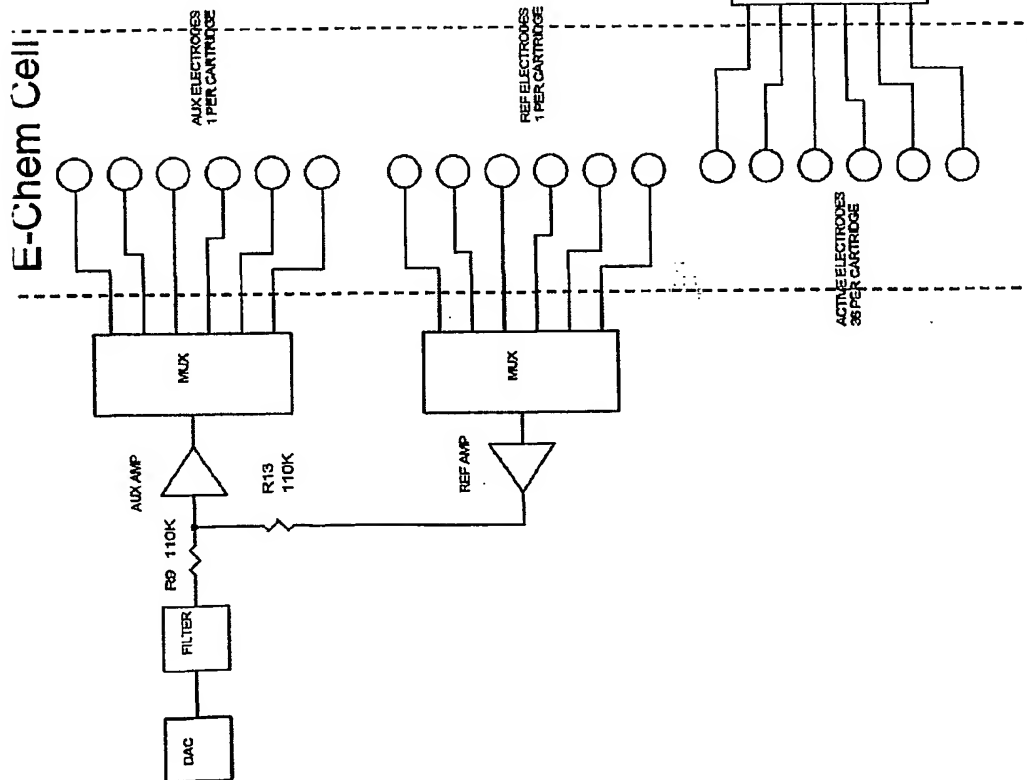 E-Chem Cell
AUX ELECTRODES
1 PER CARTRIDGE
REF ELECTRODES
1 PER CARTRIDGE
ACTIVE ELECTRODES
36 PER CARTRIDGE
MUX
MUX
AUX AMP
REF AMP
R13
110K
R9 110K
FILTER
DAC